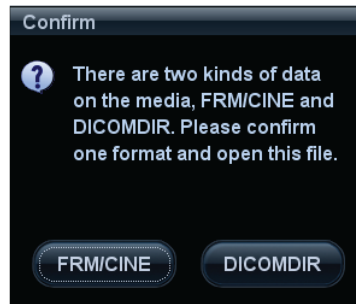 Confirm
There are two kinds of data
on the media, FRM/CINE and
DICOMDIR. Please confirm
one format and open this file.
FRM/CINE
DICOMDIR